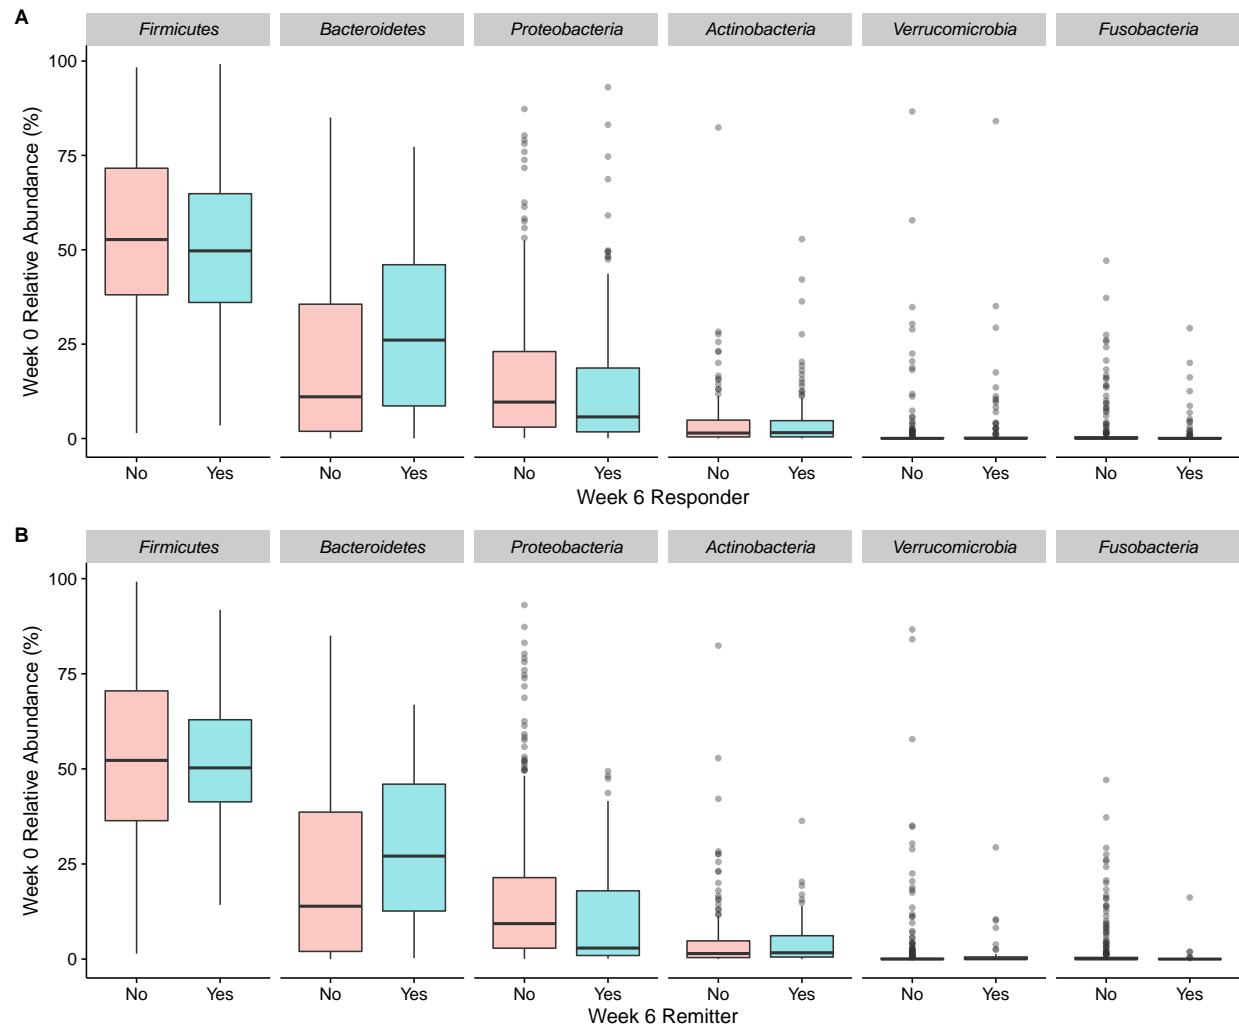 A
Firmicutes Bacteroidetes Proteobacteria Actinobacteria Verrucomicrobia Fusobacteria
Week 0 Relative Abundance (%)
100
75
50
25
0
No Yes No Yes No Yes No Yes No Yes No Yes
Week 6 Responder
B
Firmicutes Bacteroidetes Proteobacteria Actinobacteria Verrucomicrobia Fusobacteria
Week 0 Relative Abundance (%)
100
75
50
25
0
No Yes No Yes No Yes No Yes No Yes No Yes
Week 6 Remitter